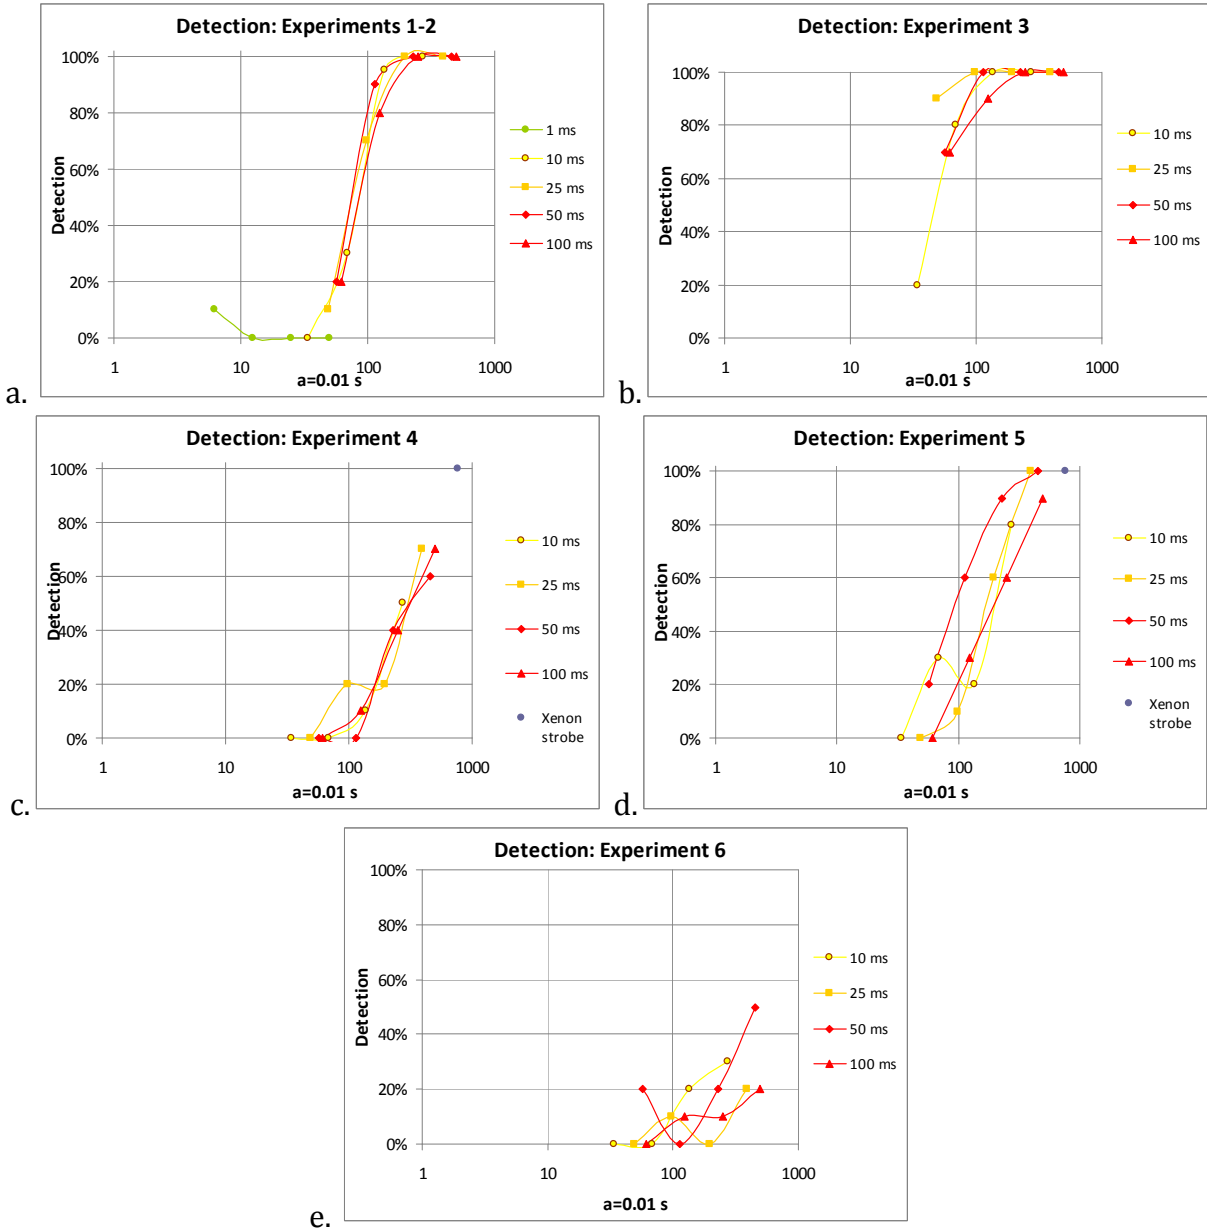 Detection: Experiments 1-2
100%
80%
60%
40%
20%
0%
Detection
1 10 100 1000
a=0.01 s
1 ms
10 ms
25 ms
50 ms
100 ms
a.
Detection: Experiment 3
100%
80%
60%
40%
20%
0%
Detection
1 10 100 1000
a=0.01 s
10 ms
25 ms
50 ms
100 ms
b.
Detection: Experiment 4
100%
80%
60%
40%
20%
0%
Detection
1 10 100 1000
a=0.01 s
10 ms
25 ms
50 ms
100 ms
Xenon
strobe
c.
Detection: Experiment 5
100%
80%
60%
40%
20%
0%
Detection
1 10 100 1000
a=0.01 s
10 ms
25 ms
50 ms
100 ms
Xenon
strobe
d.
Detection: Experiment 6
100%
80%
60%
40%
20%
0%
Detection
1 10 100 1000
a=0.01 s
10 ms
25 ms
50 ms
100 ms
e.